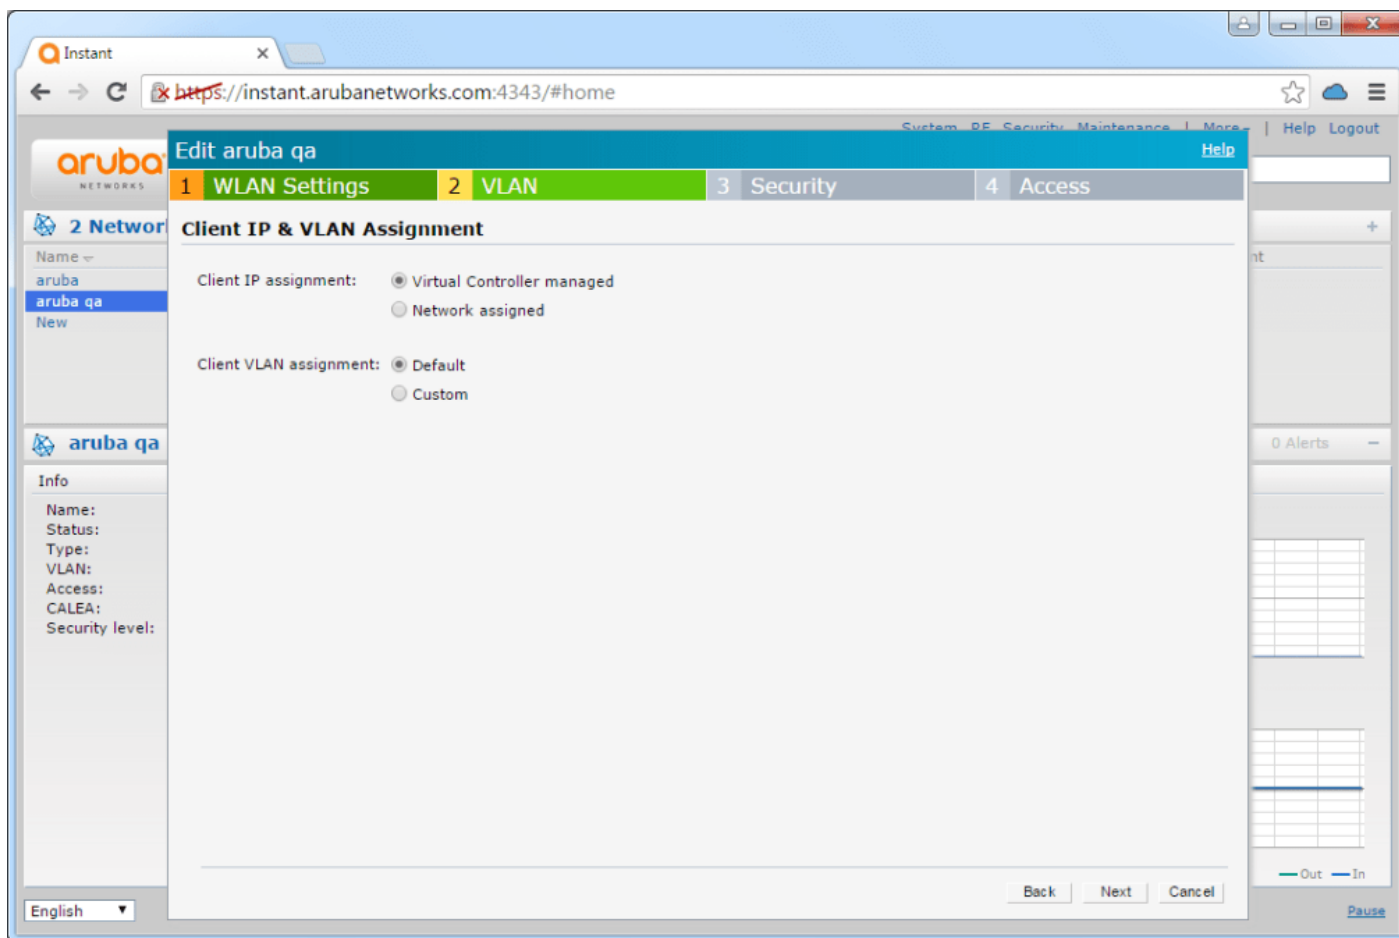 Instant
https://instant.arubanetworks.com:4343/#home
System RF Security Maintenance | More | Help Logout
aruba
NETWORKS
Edit aruba qa
Help
1 WLAN Settings 2 VLAN 3 Security 4 Access
2 Networ
Client IP & VLAN Assignment
+
Name
nt
aruba
aruba qa
New
Client IP assignment: Virtual Controller managed
Network assigned
Client VLAN assignment: Default
Custom
aruba qa
0 Alerts −
Info
Name:
Status:
Type:
VLAN:
Access:
CALEA:
Security level:
Out In
Back Next Cancel
English
Pause